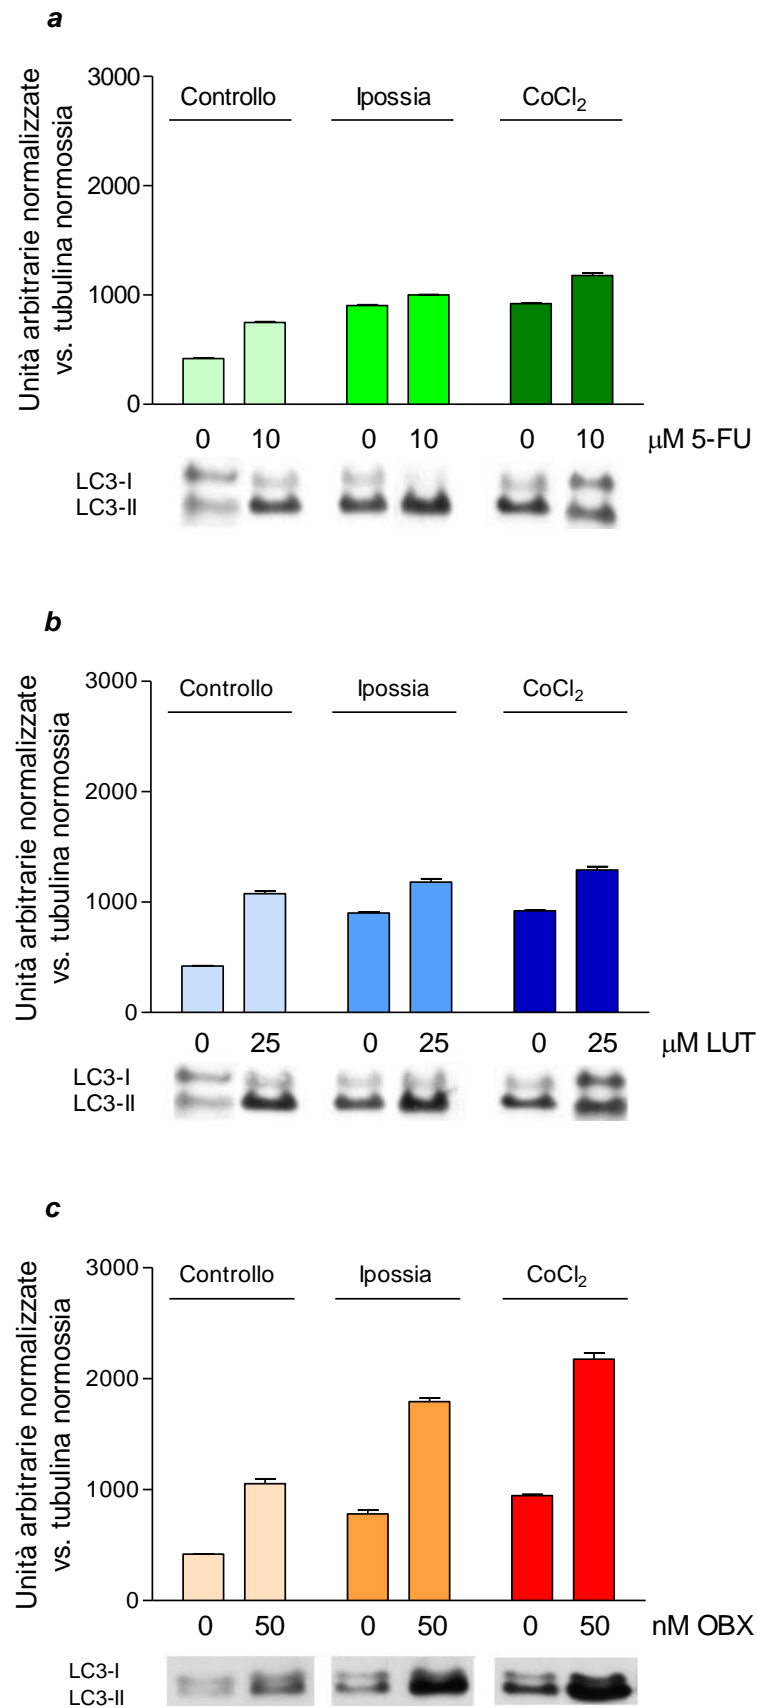 a
Unità arbitrarie normalizzate
vs. tubulina normossia
3000
2000
1000
0
Controllo Ipossia CoCl₂
0 10 0 10 0 10 μM 5-FU
LC3-I
LC3-II
b
Unità arbitrarie normalizzate
vs. tubulina normossia
3000
2000
1000
0
Controllo Ipossia CoCl₂
0 25 0 25 0 25 μM LUT
LC3-I
LC3-II
c
Unità arbitrarie normalizzate
vs. tubulina normossia
3000
2000
1000
0
Controllo Ipossia CoCl₂
0 50 0 50 0 50 nM OBX
LC3-I
LC3-II